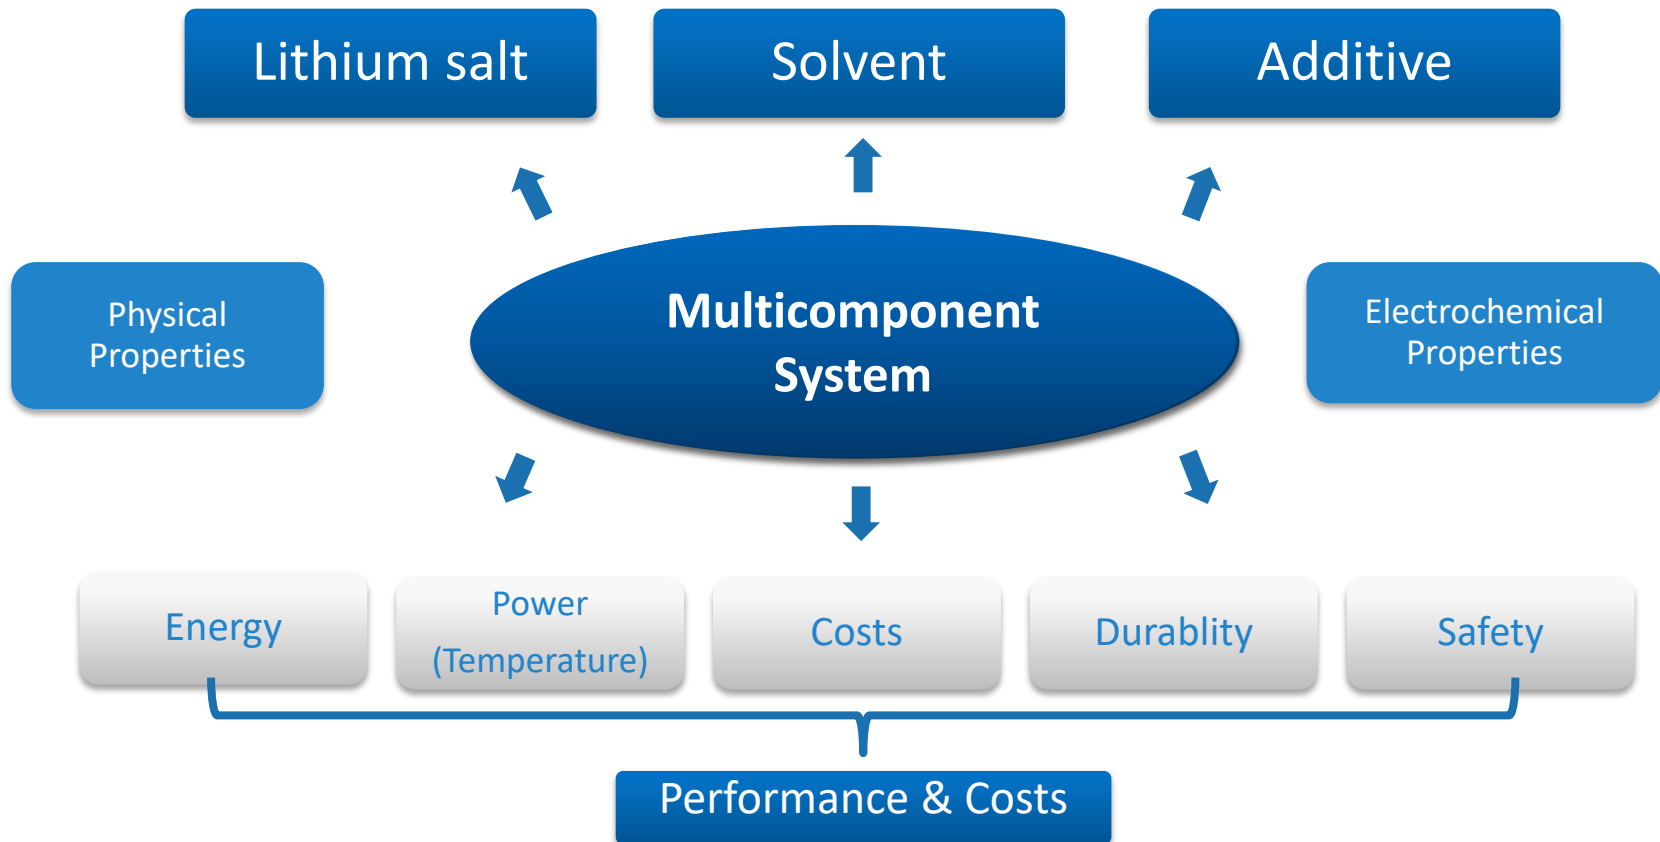 Lithium salt
Solvent
Additive
Physical
Properties
Multicomponent
System
Electrochemical
Properties
Energy
Power
(Temperature)
Costs
Durablity
Safety
Performance & Costs